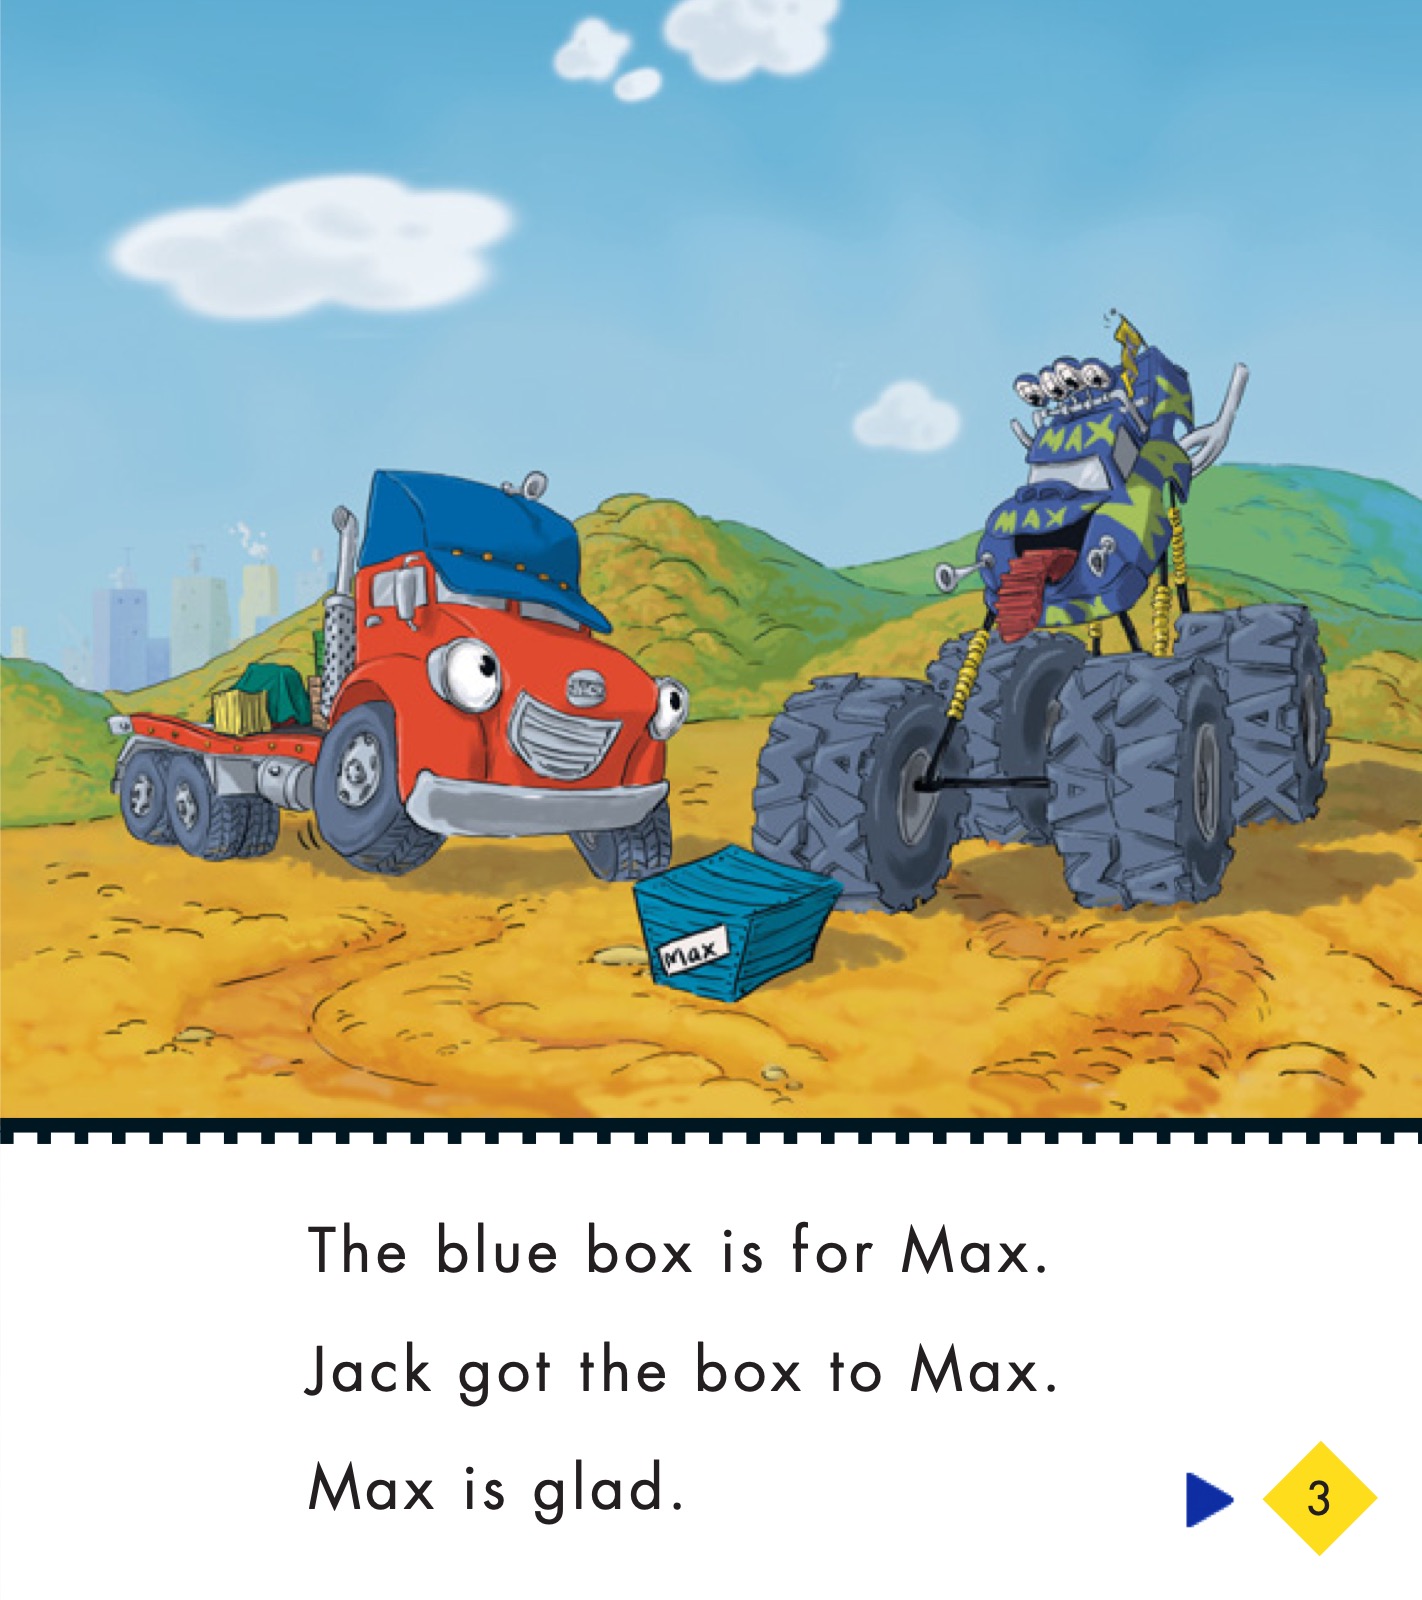 MAX
MAX
JACK
Max
The blue box is for Max.
Jack got the box to Max.
Max is glad.
3